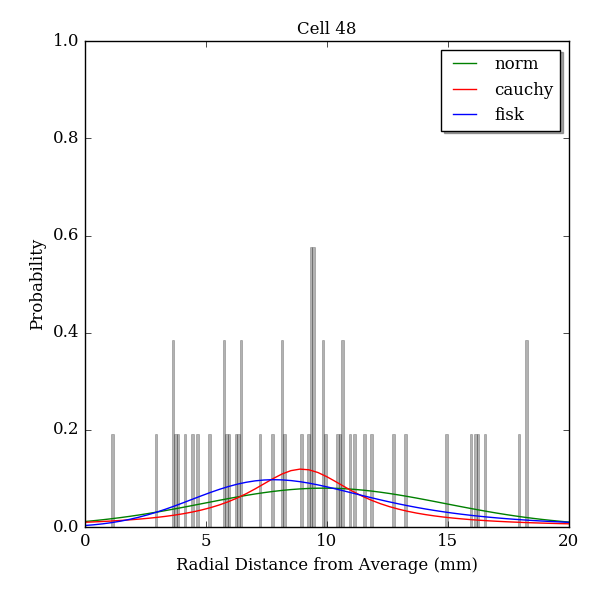 Cell 48
norm
cauchy
fisk
1.0
0.8
0.6
0.4
0.2
0.0
Probability
0 5 10 15 20
Radial Distance from Average (mm)